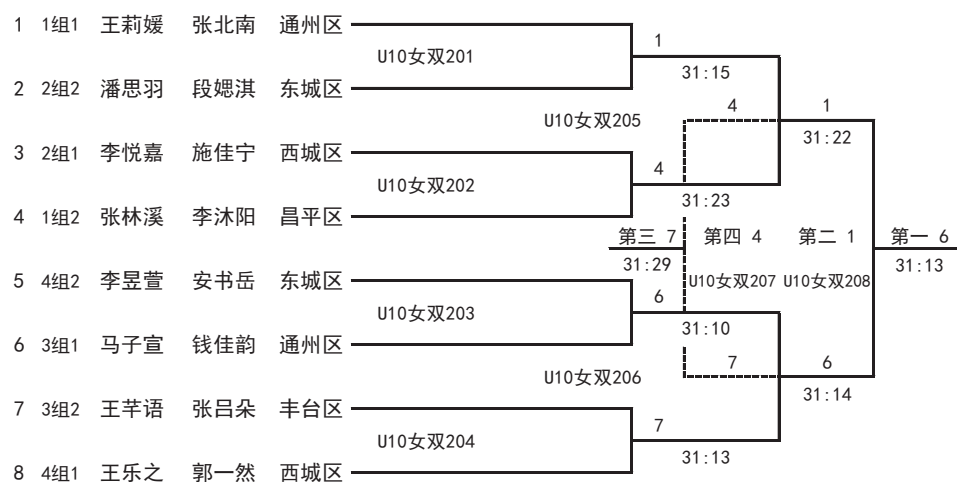 1 1组1 王莉媛 张北南 通州区
1
U10女双201
31:15
2 2组2 潘思羽 段媤淇 东城区
4 1
U10女双205
31:22
3 2组1 李悦嘉 施佳宁 西城区
4
U10女双202
31:23
4 1组2 张林溪 李沐阳 昌平区
第三 7 第四 4 第二 1 第一 6
31:29 31:13
5 4组2 李昱萱 安书岳 东城区
U10女双207 U10女双208
6
U10女双203
31:10
6 3组1 马子宣 钱佳韵 通州区
7 6
U10女双206
31:14
7 3组2 王芊语 张吕朵 丰台区
7
U10女双204
31:13
8 4组1 王乐之 郭一然 西城区